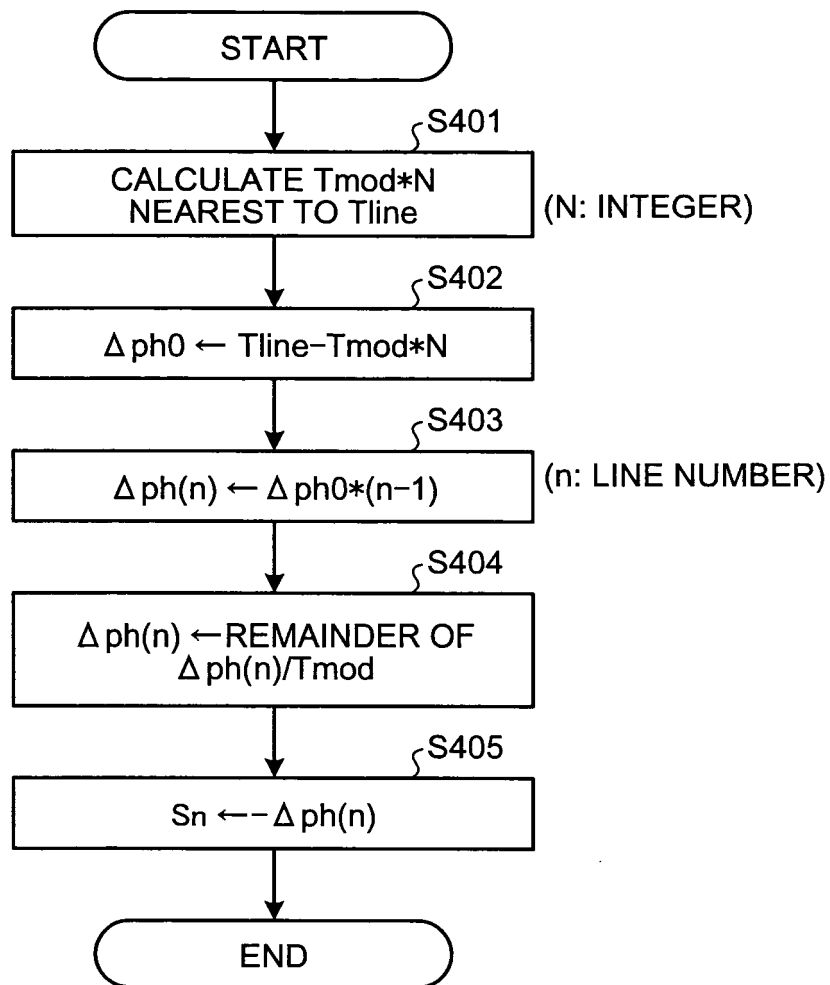 START
S401
CALCULATE Tmod*N
NEAREST TO Tline
(N: INTEGER)
S402
Δph0 ← Tline−Tmod*N
S403
Δph(n) ← Δph0*(n−1)
(n: LINE NUMBER)
S404
Δph(n) ←REMAINDER OF
Δph(n)/Tmod
S405
Sn ←−Δph(n)
END